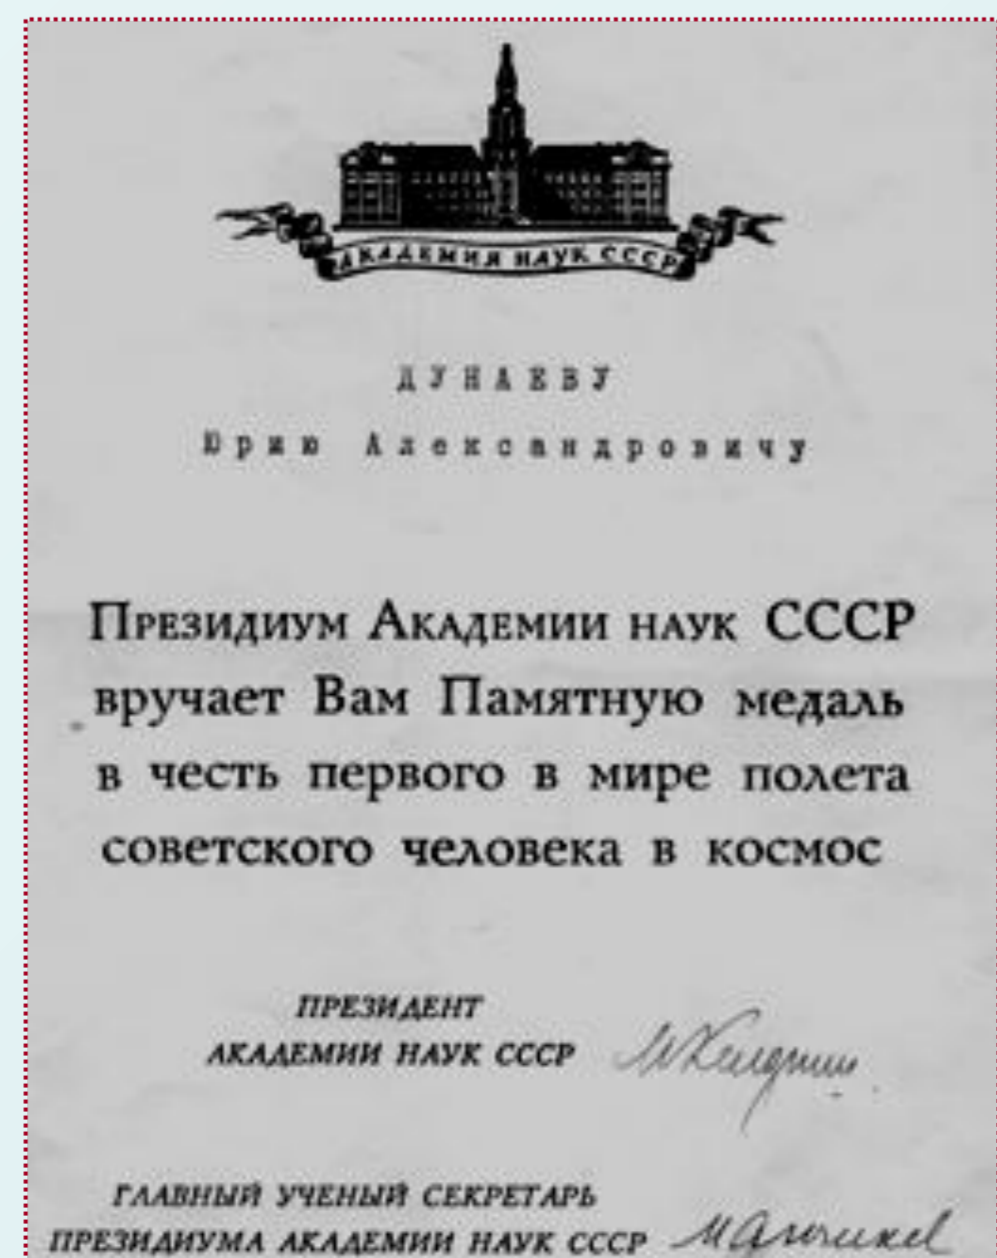 АКАДЕМИЯ НАУК СССР
ДУНАЕВУ
Юрию Александровичу
Президиум Академии наук СССР
вручает Вам Памятную медаль
в честь первого в мире полета
советского человека в космос
ПРЕЗИДЕНТ
АКАДЕМИИ НАУК СССР
ГЛАВНЫЙ УЧЕНЫЙ СЕКРЕТАРЬ
ПРЕЗИДИУМА АКАДЕМИИ НАУК СССР